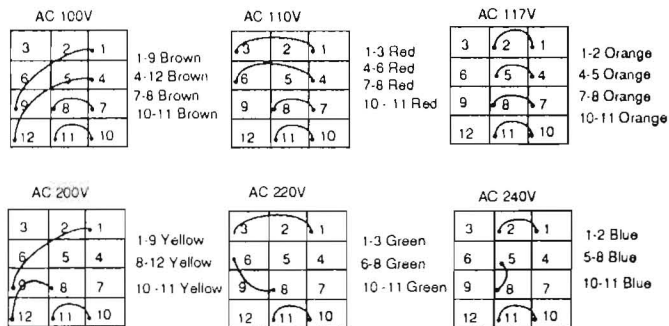 AC 100V
3 2 1
6 5 4
9 8 7
12 11 10
1-9 Brown
4-12 Brown
7-8 Brown
10-11 Brown
AC 110V
3 2 1
6 5 4
9 8 7
12 11 10
1-3 Red
4-6 Red
7-8 Red
10 - 11 Red
AC 117V
3 2 1
6 5 4
9 8 7
12 11 10
1-2 Orange
4-5 Orange
7-8 Orange
10-11 Orange
AC 200V
3 2 1
6 5 4
9 8 7
12 11 10
1-9 Yellow
8-12 Yellow
10-11 Yellow
AC 220V
3 2 1
6 5 4
9 8 7
12 11 10
1-3 Green
6-8 Green
10-11 Green
AC 240V
3 2 1
6 5 4
9 8 7
12 11 10
1-2 Blue
5-8 Blue
10-11 Blue